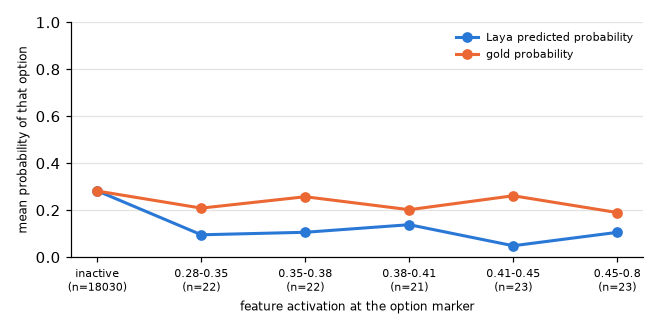 1.0
0.8
0.6
0.4
0.2
0.0
mean probability of that option
Laya predicted probability
gold probability
inactive
(n=18030)
0.28-0.35
(n=22)
0.35-0.38
(n=22)
0.38-0.41
(n=21)
0.41-0.45
(n=23)
0.45-0.8
(n=23)
feature activation at the option marker